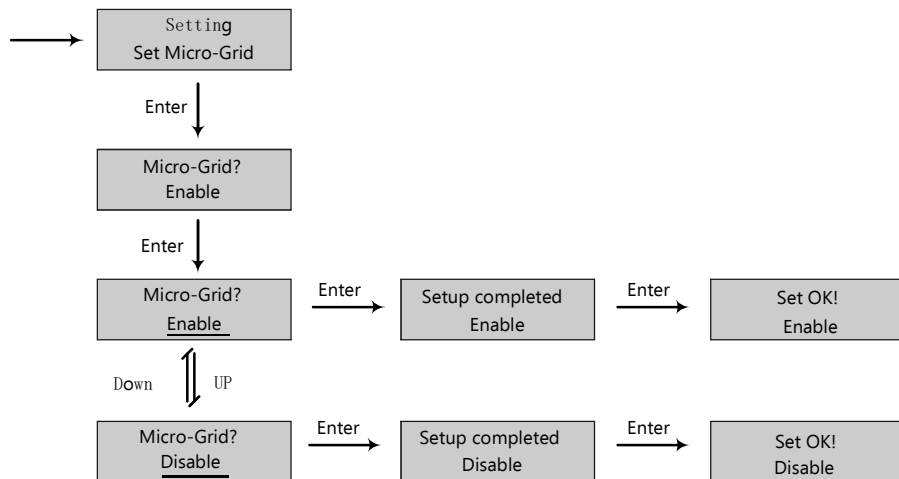 Setting
Set Micro-Grid
Enter
Micro-Grid?
Enable
Enter
Micro-Grid?
Enable
Enter
Setup completed
Enable
Enter
Set OK!
Enable
Down
UP
Micro-Grid?
Disable
Enter
Setup completed
Disable
Enter
Set OK!
Disable